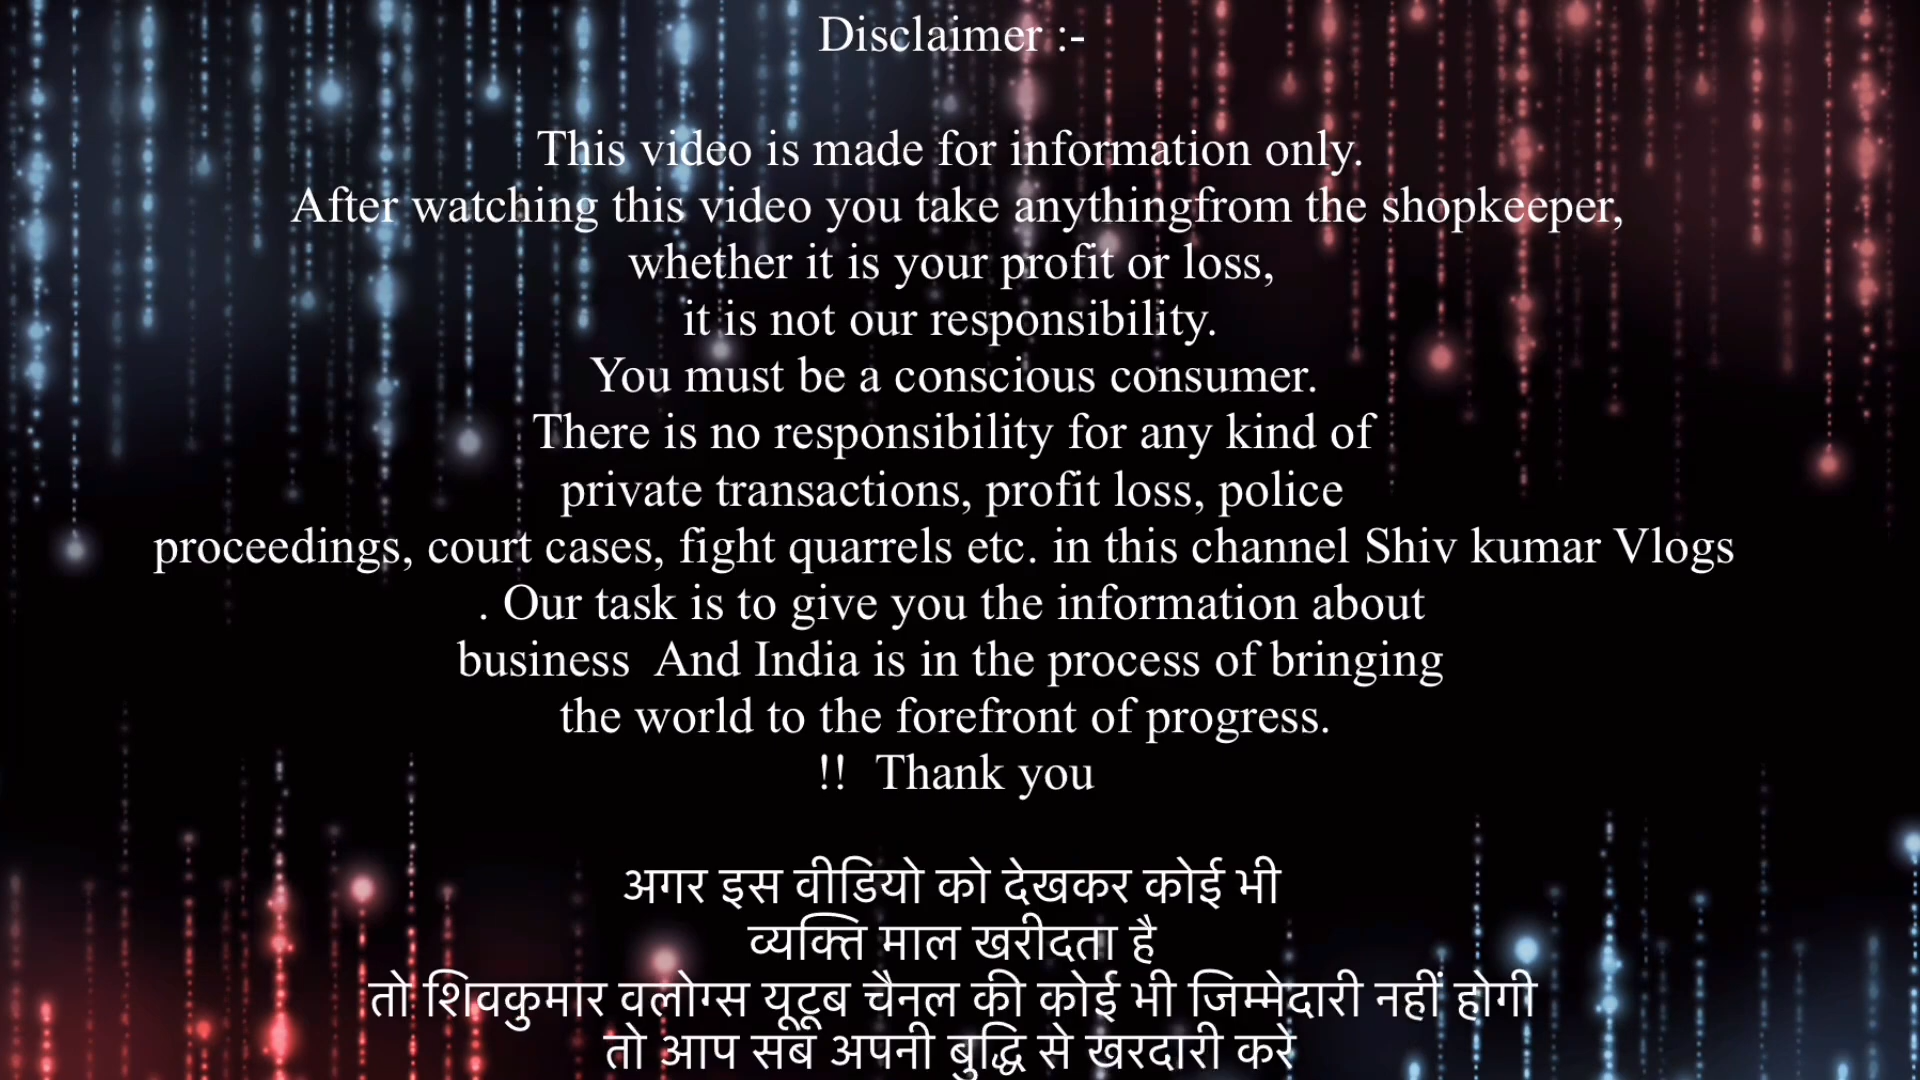 Disclaimer :-
This video is made for information only.
After watching this video you take anythingfrom the shopkeeper,
whether it is your profit or loss,
it is not our responsibility.
You must be a conscious consumer.
There is no responsibility for any kind of
private transactions, profit loss, police
proceedings, court cases, fight quarrels etc. in this channel Shiv kumar Vlogs
. Our task is to give you the information about
business  And India is in the process of bringing
the world to the forefront of progress.
!!  Thank you
अगर इस वीडियो को देखकर कोई भी
व्यक्ति माल खरीदता है
तो शिवकुमार वलोग्स यूटूब चैनल की कोई भी जिम्मेदारी नहीं होगी
तो आप सब अपनी बुद्धि से खरदारी करे